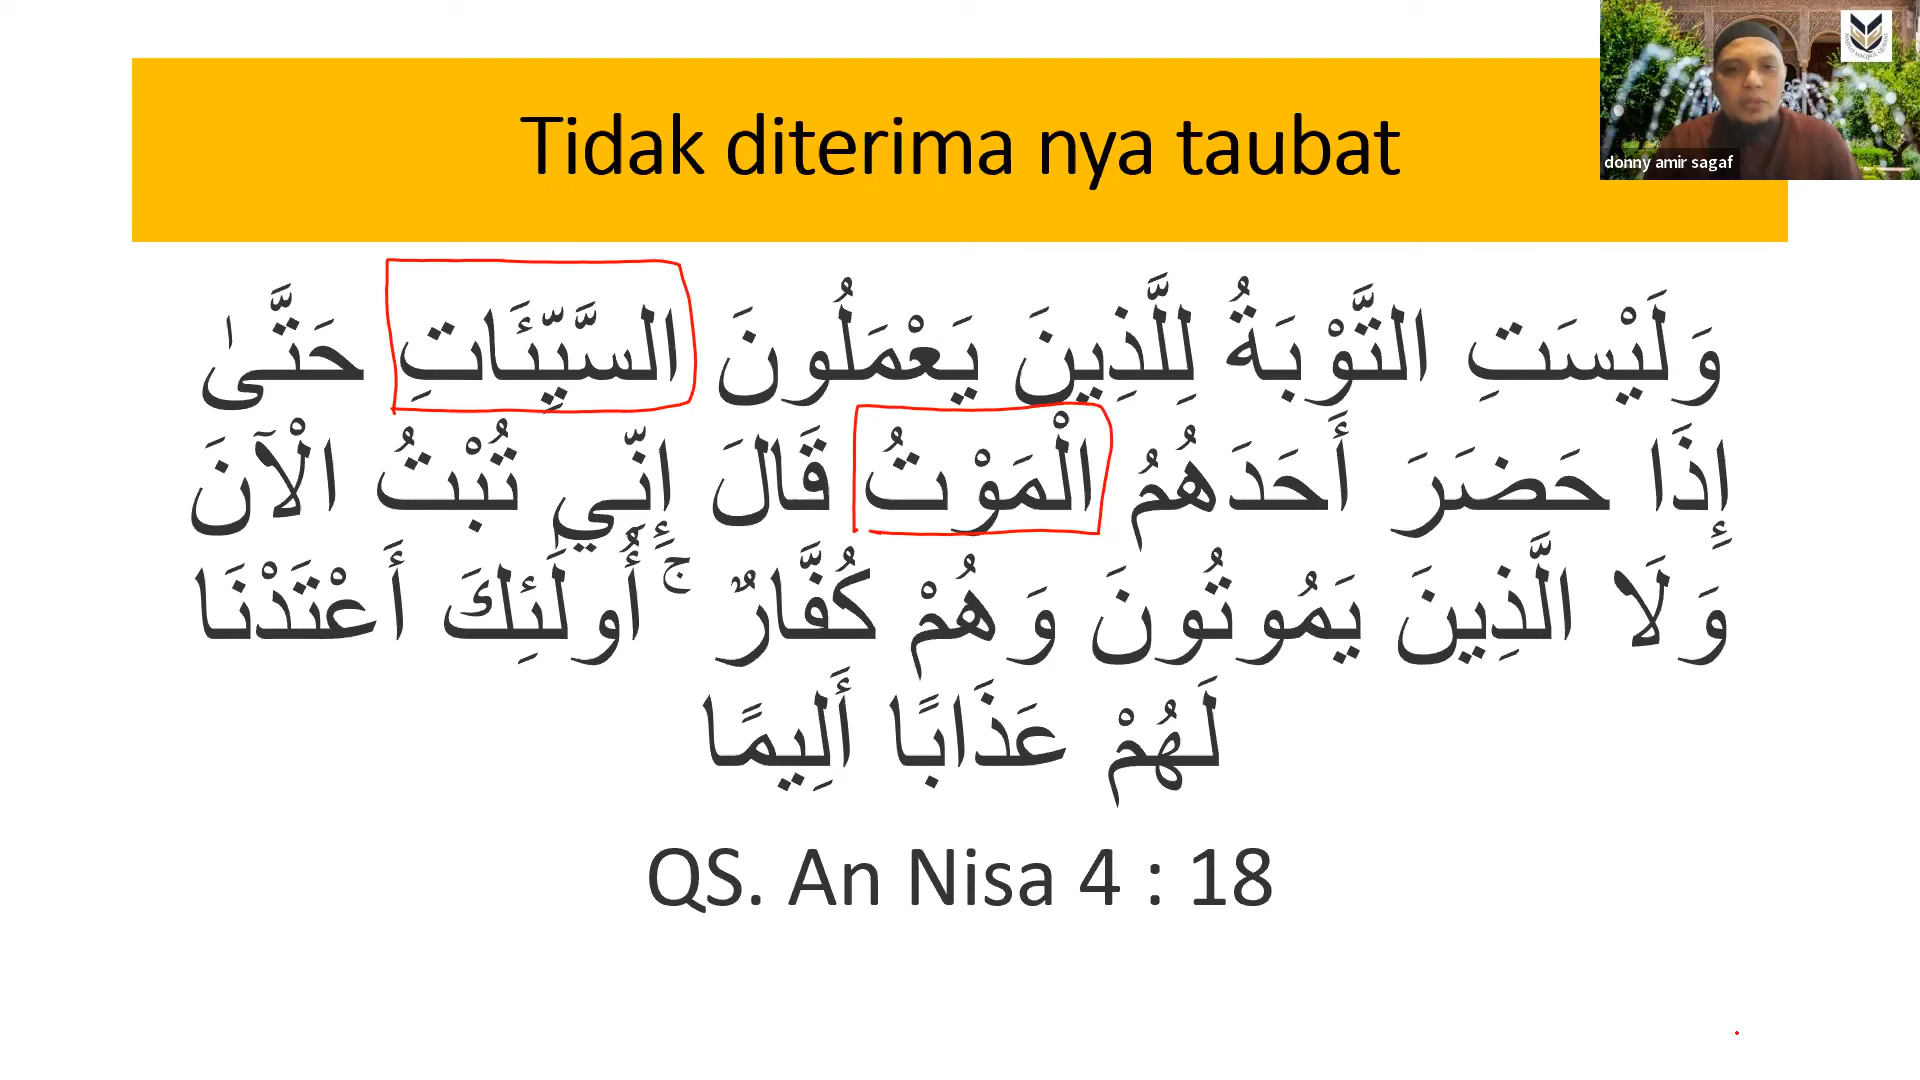 Tidak diterima nya taubat
donny amir sagaf
وَلَيْسَتِ التَّوْبَةُ لِلَّذِينَ يَعْمَلُونَ السَّيِّئَاتِ حَتَّىٰ
إِذَا حَضَرَ أَحَدَهُمُ الْمَوْتُ قَالَ إِنِّي تُبْتُ الْآنَ
وَلَا الَّذِينَ يَمُوتُونَ وَهُمْ كُفَّارٌ ۚ أُولَٰئِكَ أَعْتَدْنَا
لَهُمْ عَذَابًا أَلِيمًا
QS. An Nisa 4 : 18